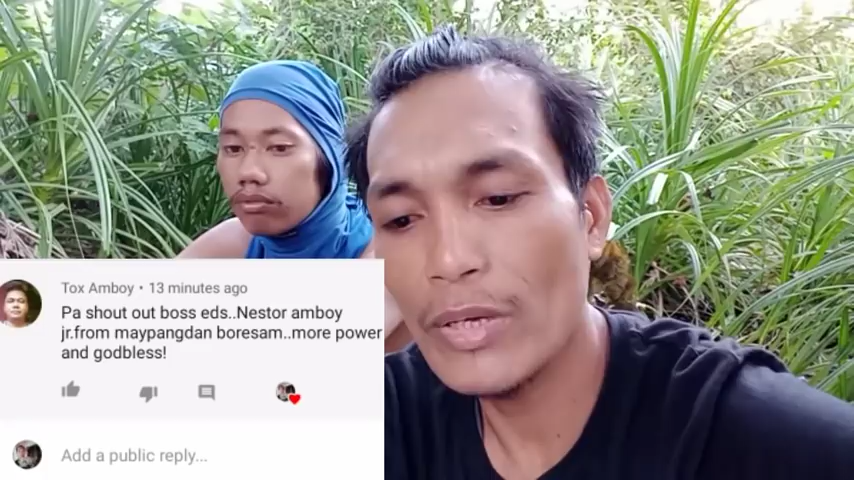 Tox Amboy • 13 minutes ago
Pa shout out boss eds..Nestor amboy
jr.from maypangdan boresam..more power
and godbless!
Add a public reply...